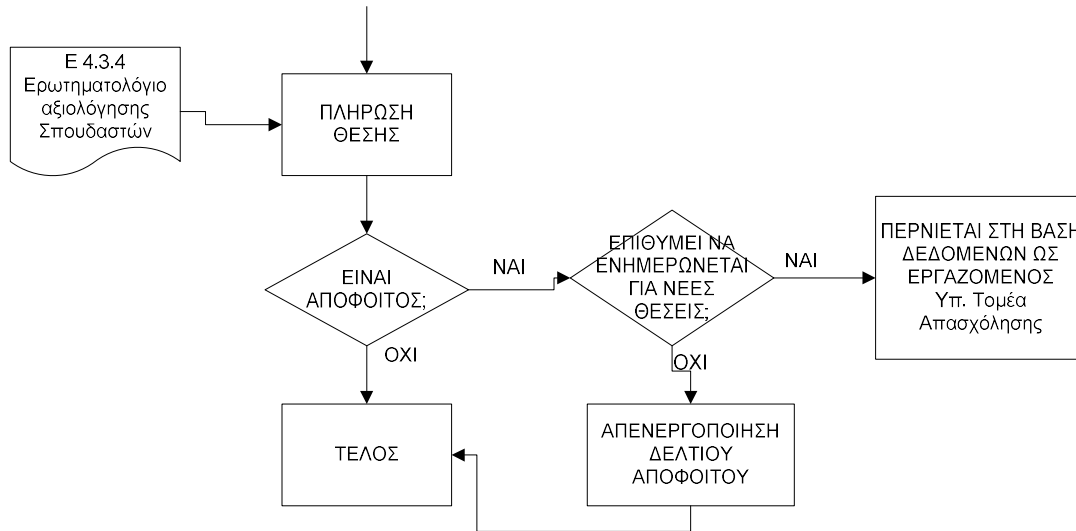 Ε 4.3.4
Ερωτηματολόγιο
αξιολόγησης
Σπουδαστών
ΠΛΗΡΩΣΗ
ΘΕΣΗΣ
ΕΙΝΑΙ
ΑΠΟΦΟΙΤΟΣ;
ΝΑΙ
ΕΠΙΘΥΜΕΙ ΝΑ
ΕΝΗΜΕΡΩΝΕΤΑΙ
ΓΙΑ ΝΕΕΣ
ΘΕΣΕΙΣ;
ΝΑΙ
ΠΕΡΝΙΕΤΑΙ ΣΤΗ ΒΑΣΗ
ΔΕΔΟΜΕΝΩΝ ΩΣ
ΕΡΓΑΖΟΜΕΝΟΣ
Υπ. Τομέα
Απασχόλησης
ΟΧΙ
ΟΧΙ
ΤΕΛΟΣ
ΑΠΕΝΕΡΓΟΠΟΙΗΣΗ
ΔΕΛΤΙΟΥ
ΑΠΟΦΟΙΤΟΥ